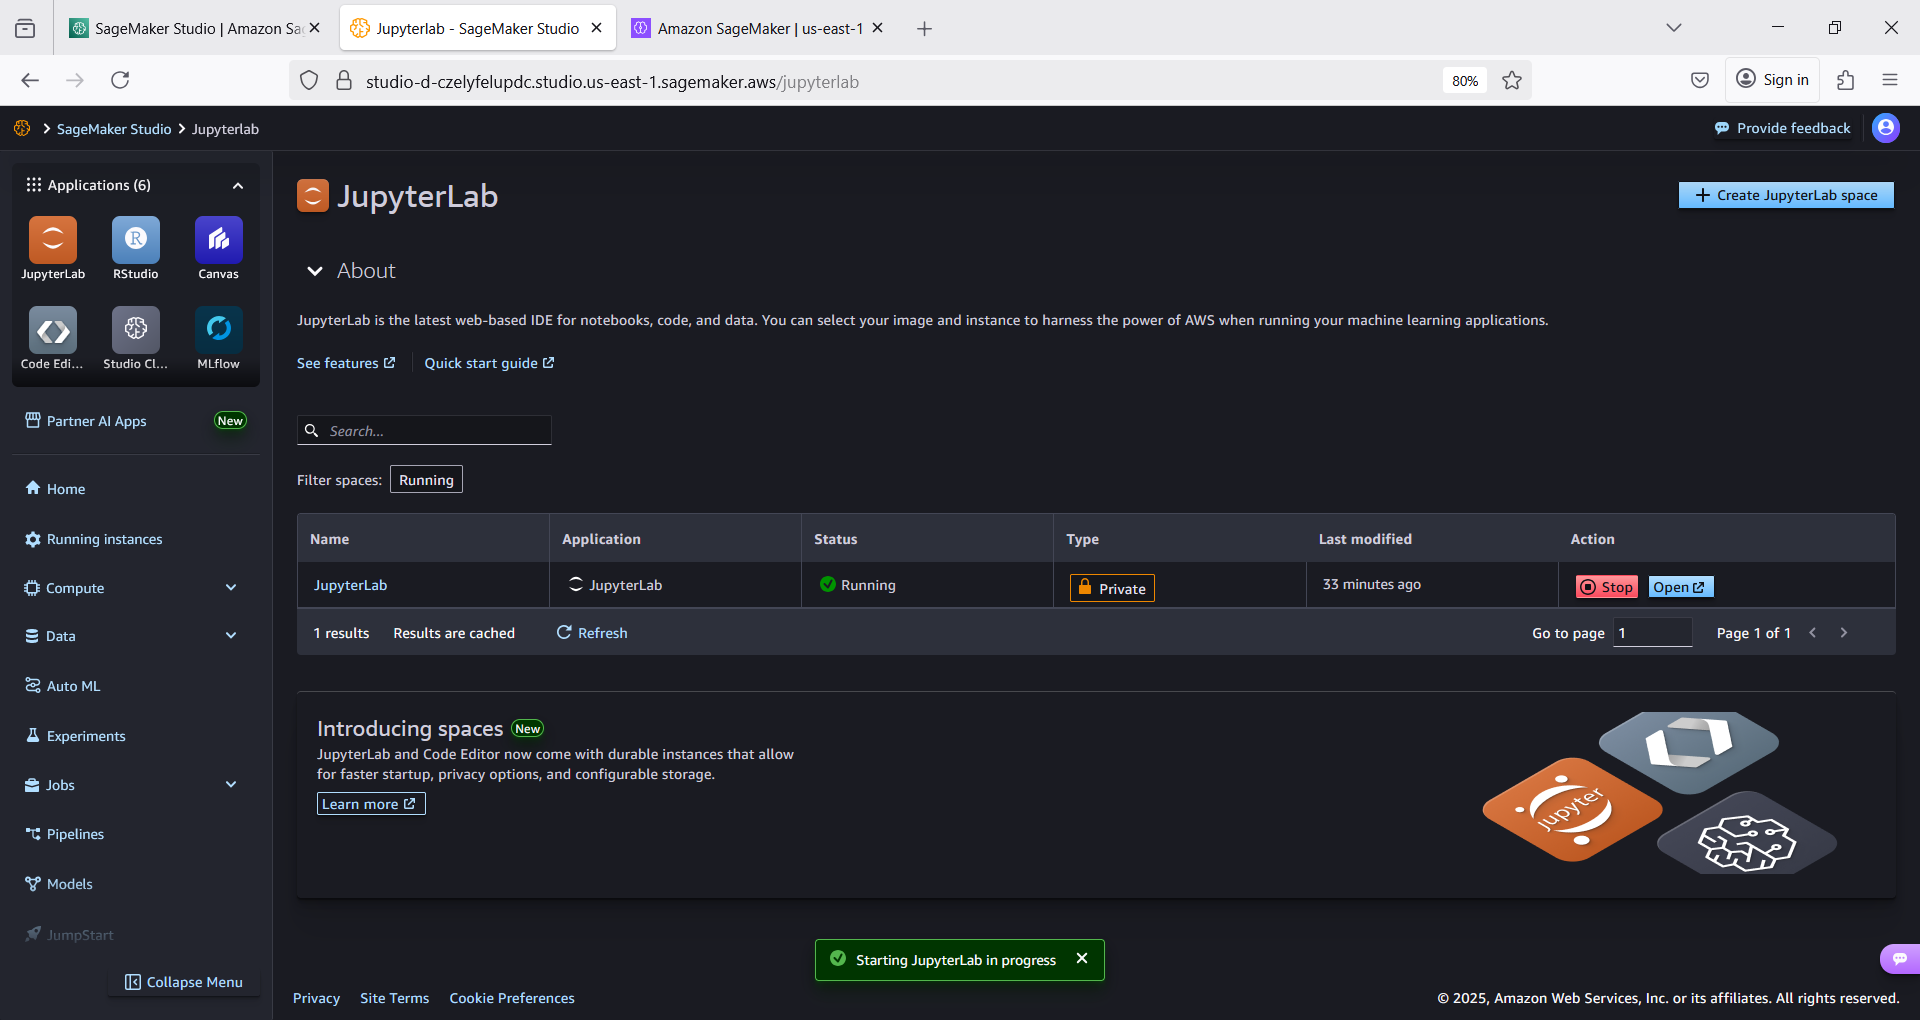 SageMaker Studio | Amazon Sa
Jupyterlab - SageMaker Studio
Amazon SageMaker | us-east-1
studio-d-czelyfelupdc.studio.us-east-1.sagemaker.aws/jupyterlab
80%
Sign in
SageMaker Studio
Jupyterlab
Provide feedback
Applications (6)
JupyterLab
RStudio
Canvas
Code Edi...
Studio Cl...
MLflow
Partner AI Apps
New
Home
Running instances
Compute
Data
Auto ML
Experiments
Jobs
Pipelines
Models
JumpStart
Collapse Menu
JupyterLab
Create JupyterLab space
About
JupyterLab is the latest web-based IDE for notebooks, code, and data. You can select your image and instance to harness the power of AWS when running your machine learning applications.
See features
Quick start guide
Search...
Filter spaces:
Running
Name
Application
Status
Type
Last modified
Action
JupyterLab
JupyterLab
Running
Private
33 minutes ago
Stop
Open
1 results
Results are cached
Refresh
Go to page
1
Page 1 of 1
Introducing spaces
New
JupyterLab and Code Editor now come with durable instances that allow
for faster startup, privacy options, and configurable storage.
Learn more
jupyter
Starting JupyterLab in progress
Privacy
Site Terms
Cookie Preferences
© 2025, Amazon Web Services, Inc. or its affiliates. All rights reserved.